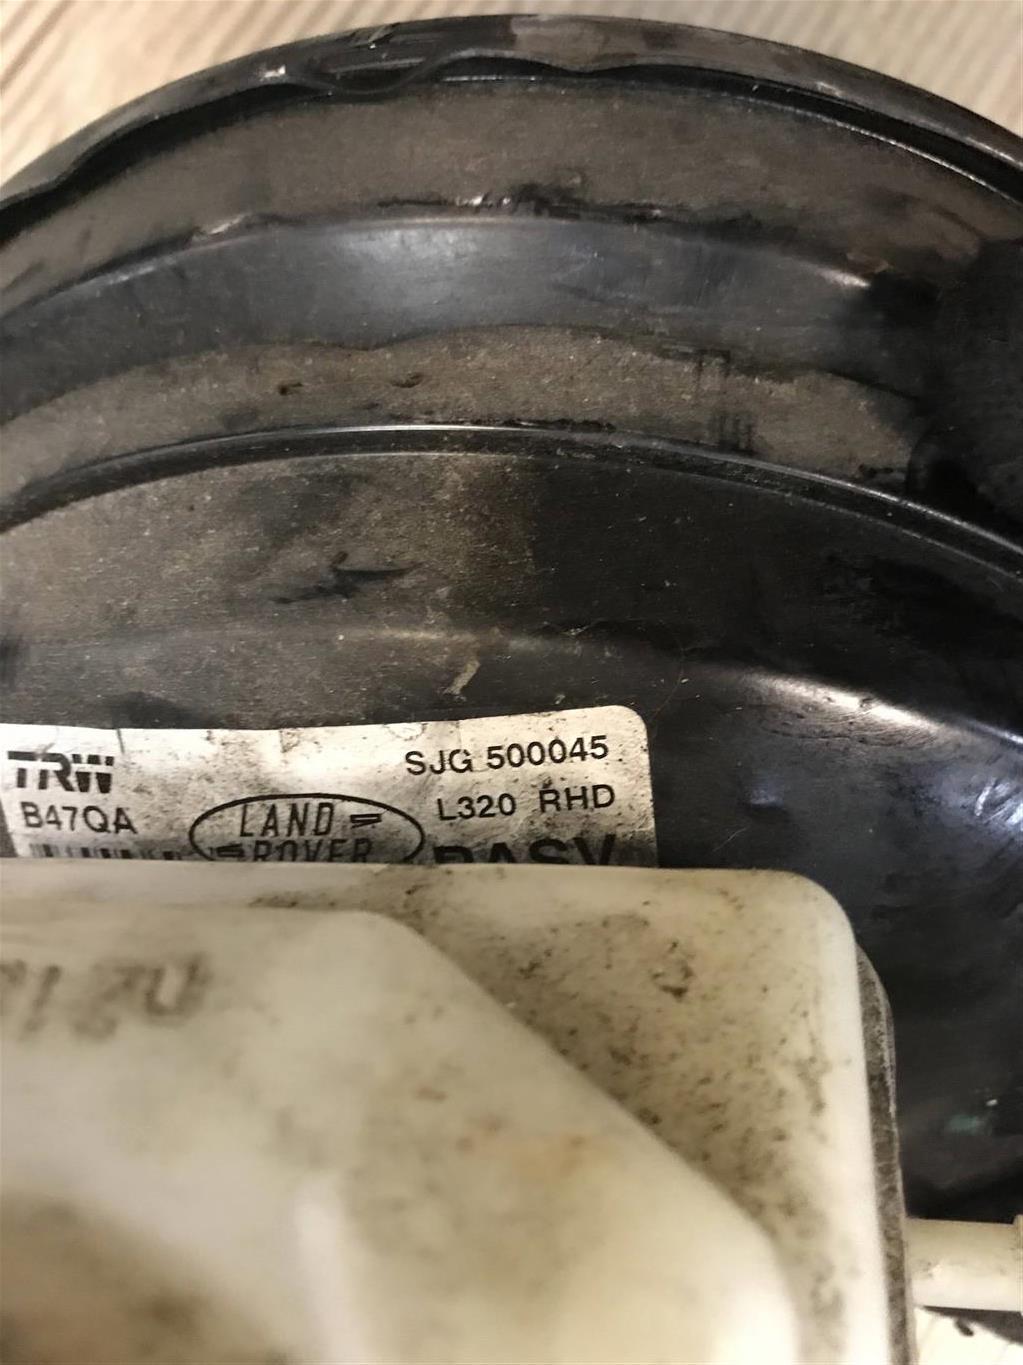 TRW
SJG 500045
B47QA
LAND
ROVER
L320 RHD